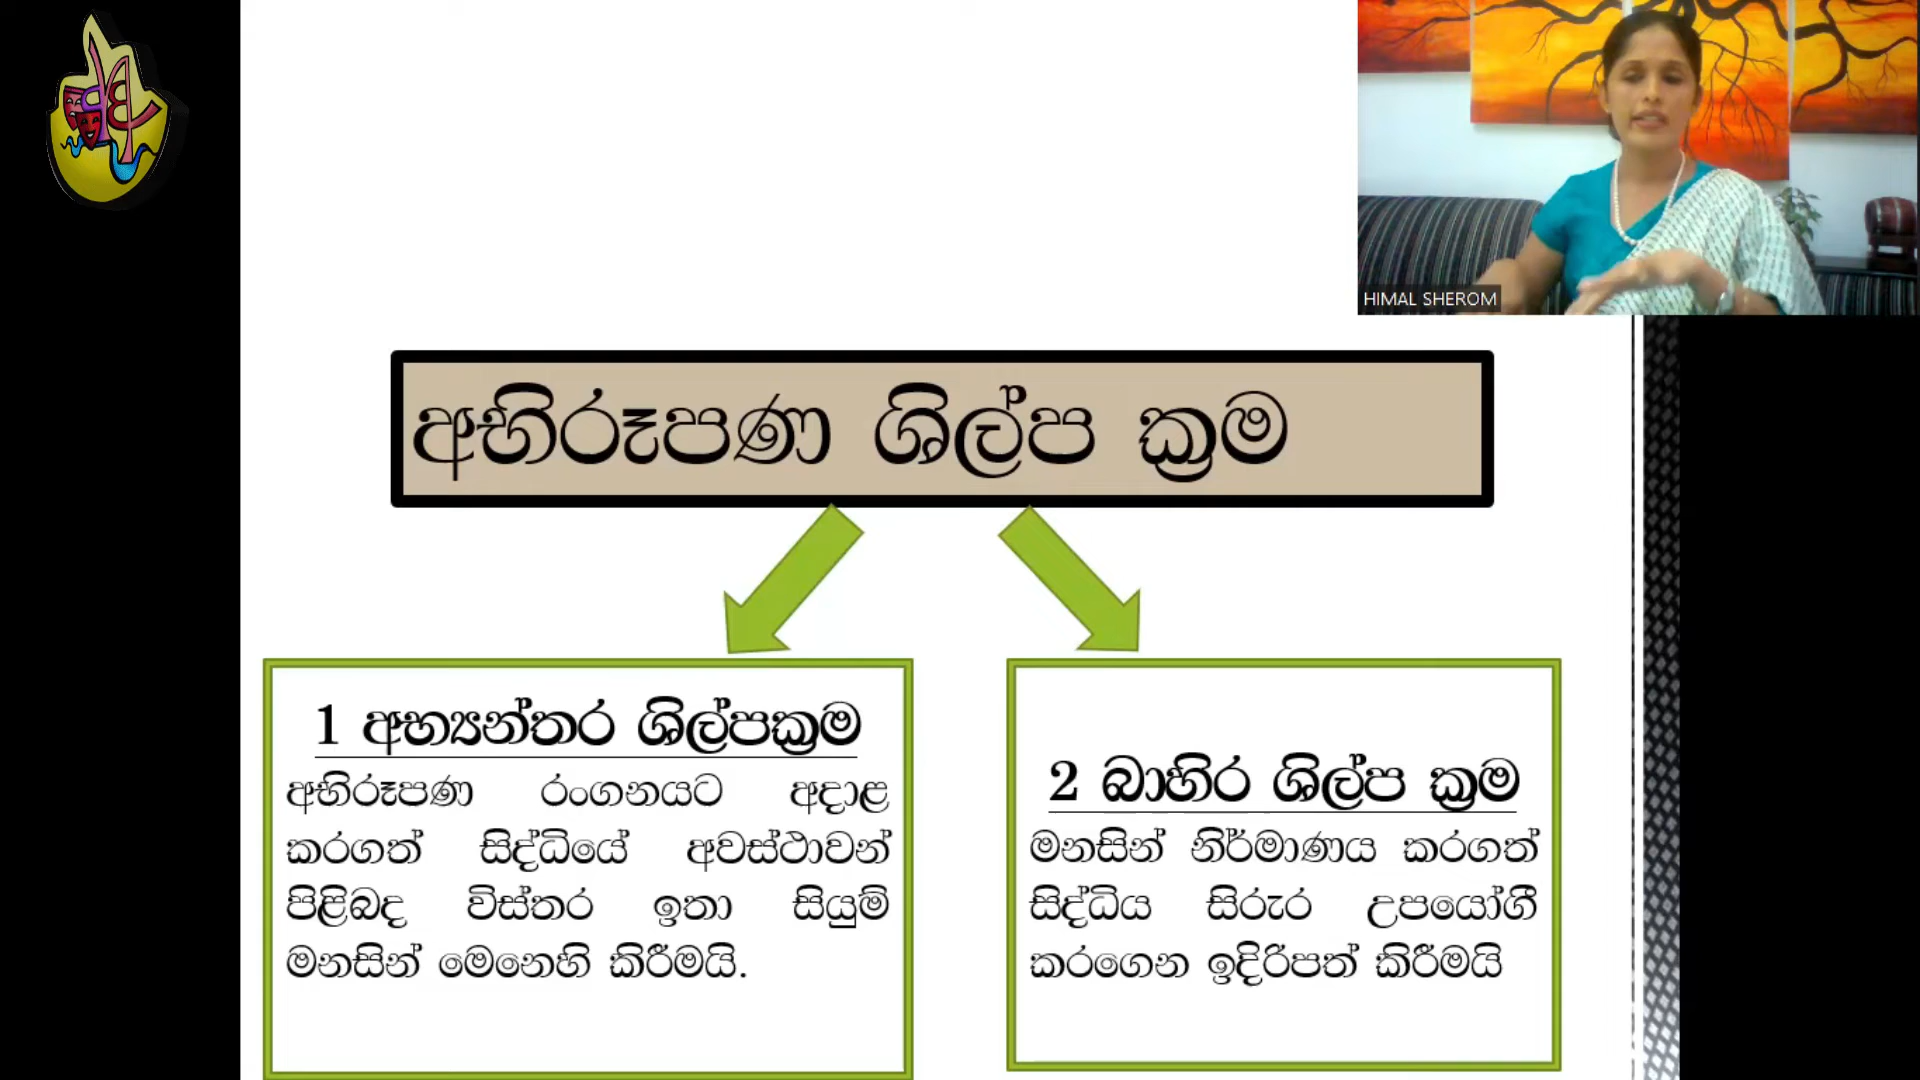 HIMAL SHEROM
අභිරූපණ ශිල්ප ක්‍රම
1 අභ්‍යන්තර ශිල්පක්‍රම
අභිරූපණ රංගනයට අදාළ
කරගත් සිද්ධියේ අවස්ථාවන්
පිළිබද විස්තර ඉතා සියුම්
මනසින් මෙනෙහි කිරීමයි.
2 බාහිර ශිල්ප ක්‍රම
මනසින් නිර්මාණය කරගත්
සිද්ධිය සිරුර උපයෝගී
කරගෙන ඉදිරිපත් කිරීමයි